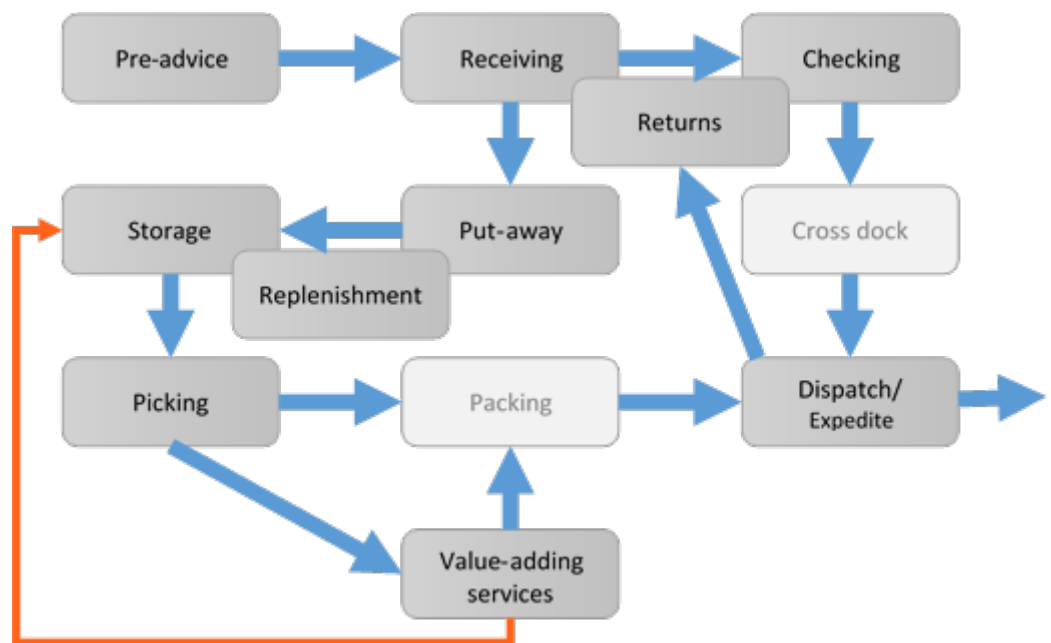 Pre-advice
Receiving
Checking
Returns
Storage
Put-away
Cross dock
Replenishment
Picking
Packing
Dispatch/
Expedite
Value-adding
services